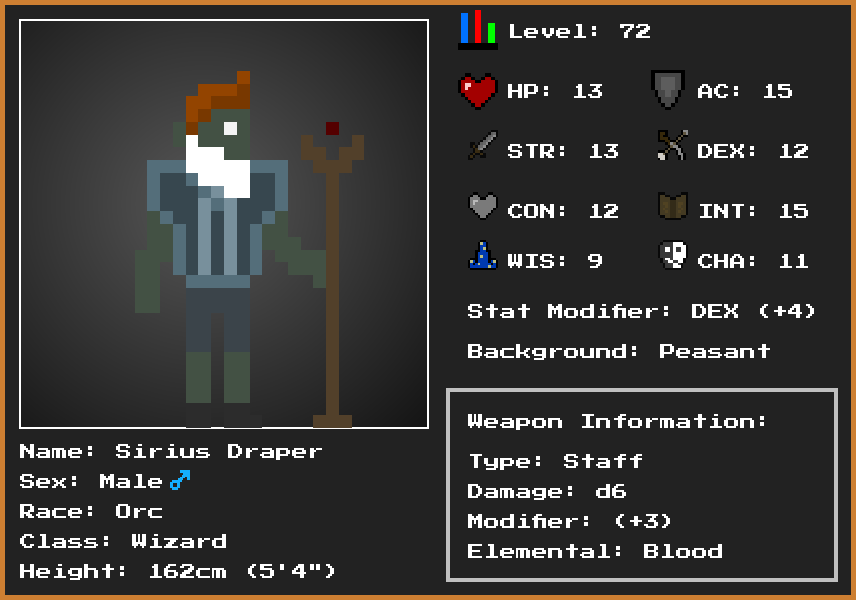 Level: 72
HP: 13 AC: 15
STR: 13 DEX: 12
CON: 12 INT: 15
WIS: 9 CHA: 11
Stat Modifier: DEX (+4)
Background: Peasant
Weapon Information:
Type: Staff
Damage: d6
Modifier: (+3)
Elemental: Blood
Name: Sirius Draper
Sex: Male♂
Race: Orc
Class: Wizard
Height: 162cm (5'4")